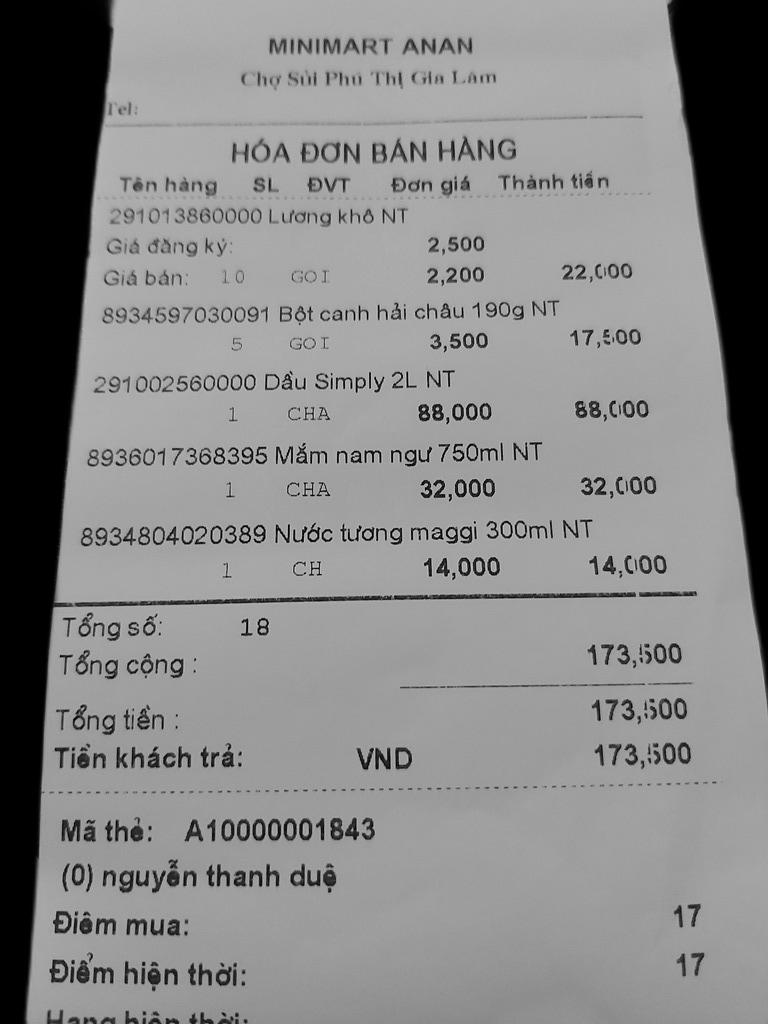 MINIMART ANAN
Chợ Sủi Phú Thị Gia Lâm
Tel:
HÓA ĐƠN BÁN HÀNG
Tên hàng SL ĐVT Đơn giá Thành tiền
291013860000 Lương khô NT
Giá đăng ký: 2,500
Giá bán: 10 GOI 2,200 22,000
8934597030091 Bột canh hải châu 190g NT
5 GOI 3,500 17,500
291002560000 Dầu Simply 2L NT
1 CHA 88,000 88,000
8936017368395 Mắm nam ngư 750ml NT
1 CHA 32,000 32,000
8934804020389 Nước tương maggi 300ml NT
1 CH 14,000 14,000
Tổng số: 18
Tổng cộng : 173,500
Tổng tiền : 173,500
Tiền khách trả: VND 173,500
Mã thẻ: A10000001843
(0) nguyễn thanh duệ
Điêm mua: 17
Điểm hiện thời: 17
Hạng hiện thời: